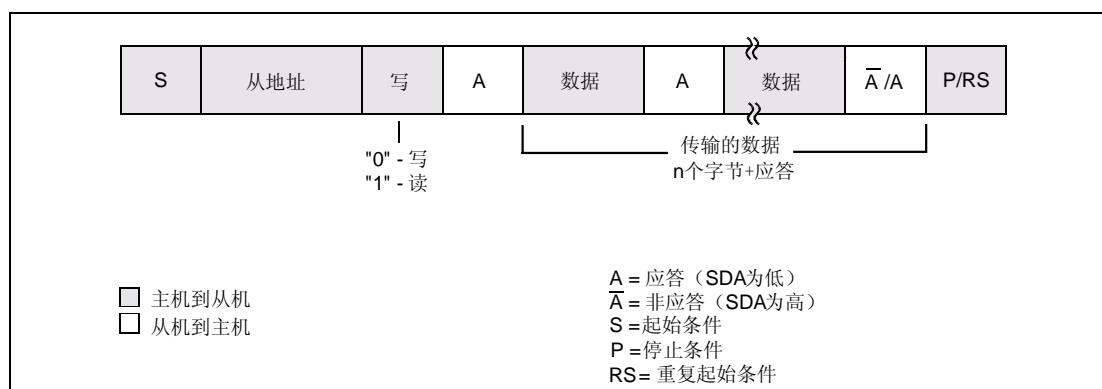 S 从地址 写 A 数据 A 数据 A̅ /A P/RS
"0" - 写
"1" - 读
传输的数据
n个字节+应答
主机到从机
从机到主机
A = 应答（SDA为低）
A̅ = 非应答（SDA为高）
S =起始条件
P =停止条件
RS= 重复起始条件